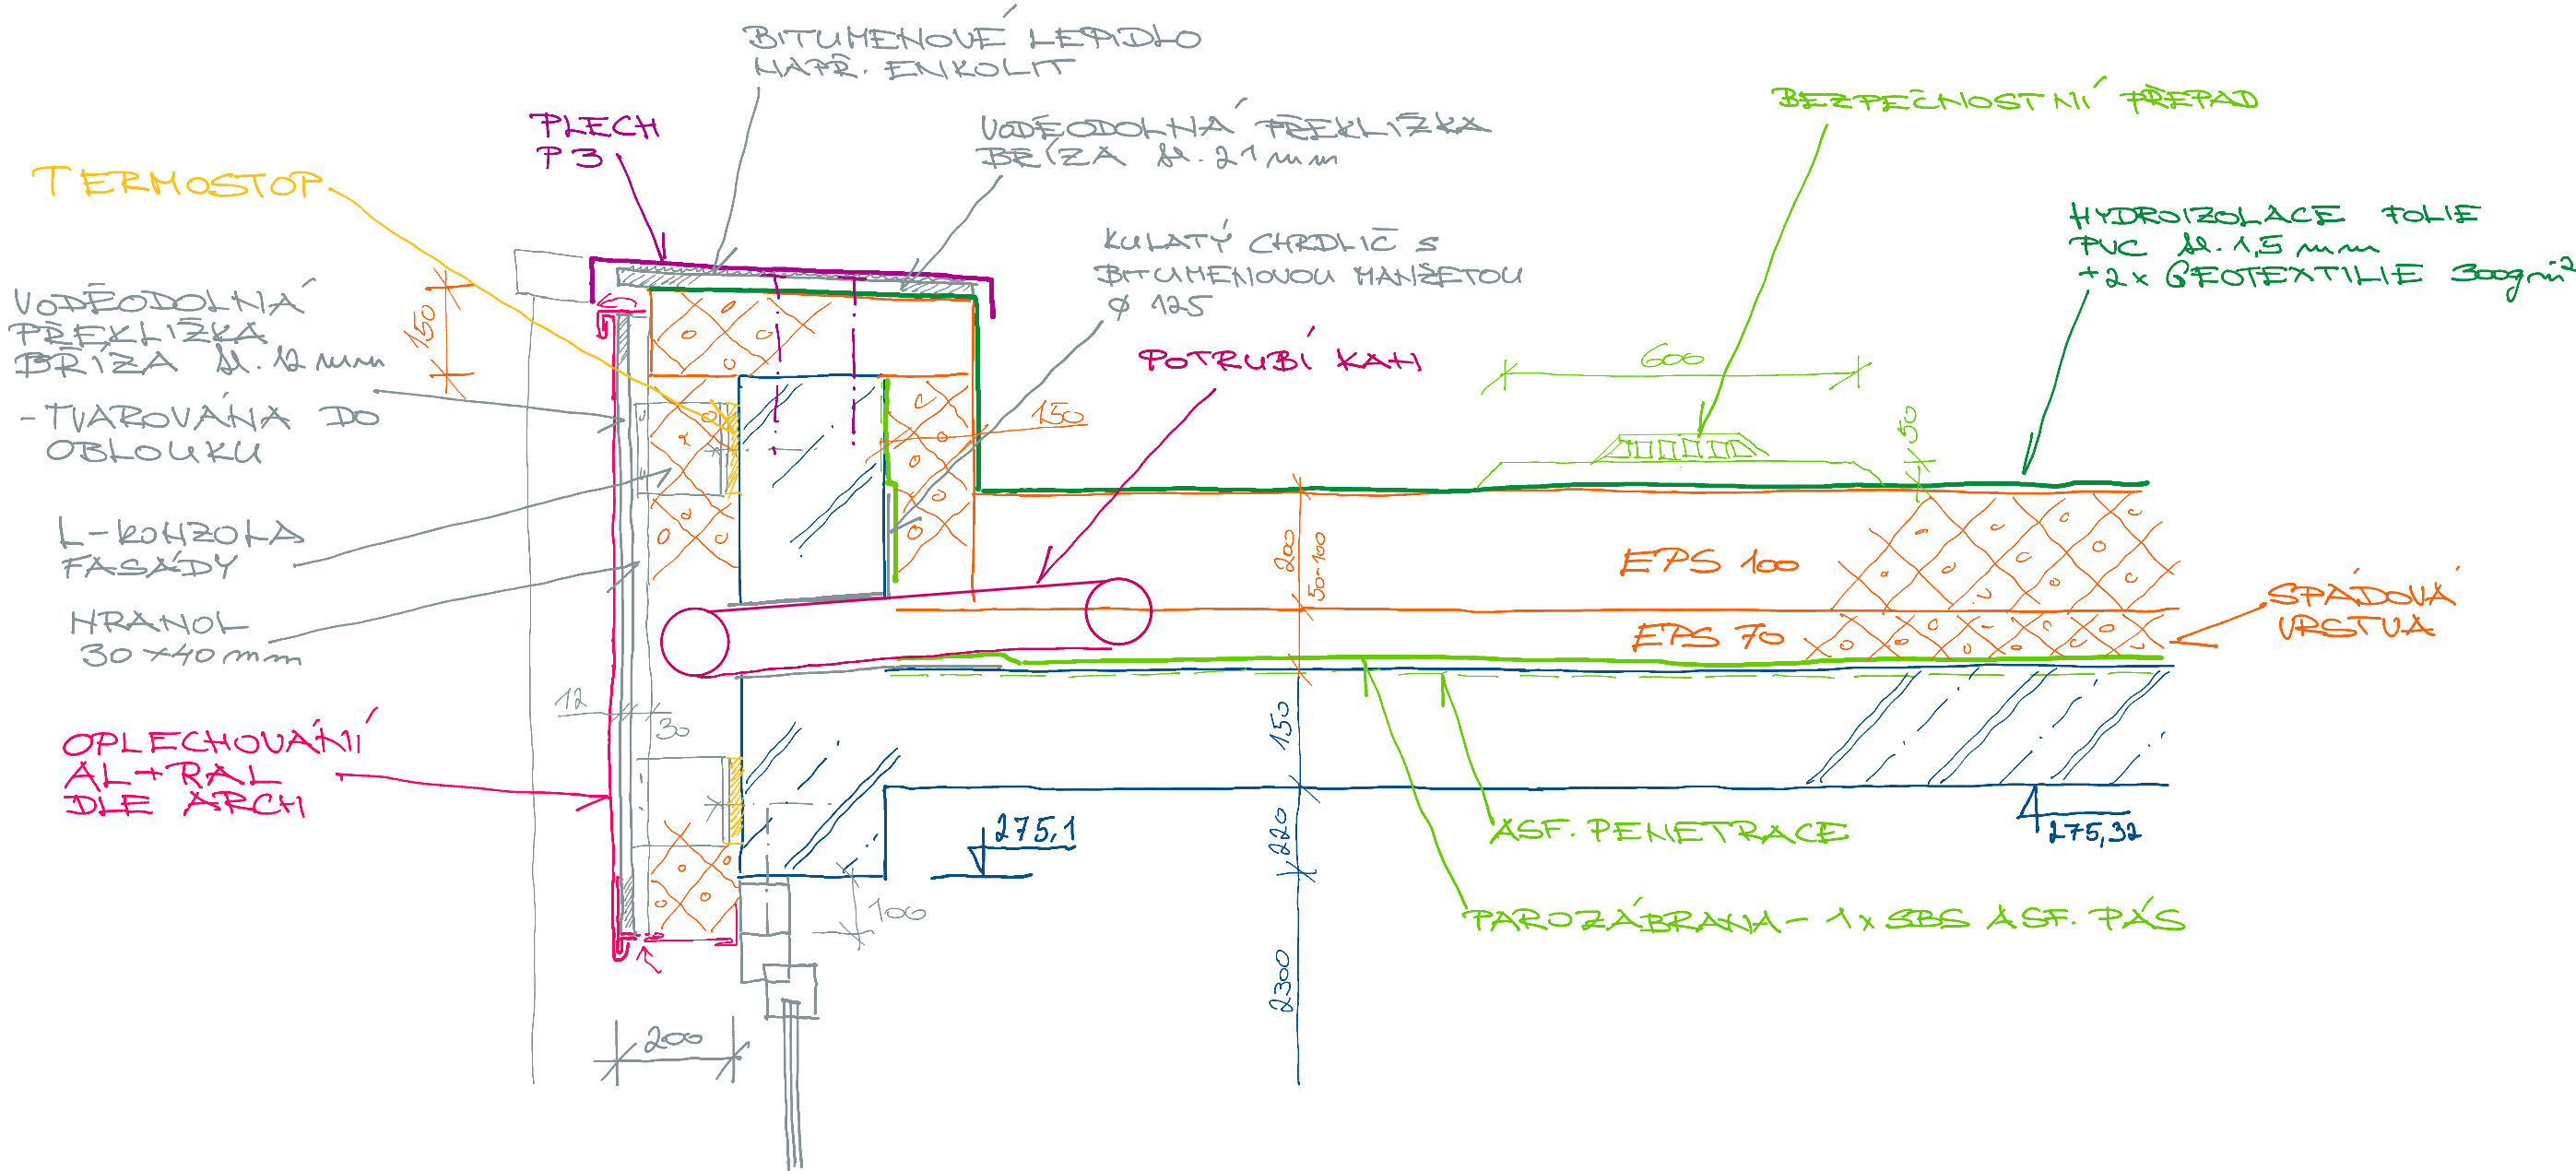 BITUMENOVÉ LEPIDLO
NAPŘ. ENKOLIT
PLECH
P3
VODĚODOLNÁ PŘEKLIŽKA
BŘÍZA tl. 21 mm
BEZPEČNOSTNÍ PŘEPAD
TERMOSTOP
HYDROIZOLACE FOLIE
PVC tl. 1,5 mm
+2x GEOTEXTILIE 300g m²
KULATÝ CHRDLIČ S
BITUMENOVOU MANŽETOU
Ø 125
VODĚODOLNÁ
PŘEKLIŽKA
BŘÍZA tl. 12 mm
-TVAROVÁNA DO
OBLOUKU
150
POTRUBÍ KAN
600
150
50
L-KONZOLA
FASÁDY
HRANOL
30x40 mm
200
50-100
EPS 100
EPS 70
SPÁDOVÁ
VRSTVA
12
30
OPLECHOVÁNÍ
AL+RAL
DLE ARCH
150
220
275,1
275,32
ASF. PENETRACE
100
PAROZÁBRANA - 1x SBS ASF. PÁS
2300
200